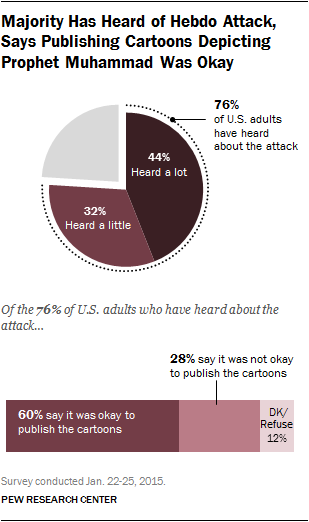 Majority Has Heard of Hebdo Attack,
Says Publishing Cartoons Depicting
Prophet Muhammad Was Okay
76%
of U.S. adults
have heard
about the attack
44%
Heard a lot
32%
Heard a little
Of the 76% of U.S. adults who have heard about the
attack...
28% say it was not okay
to publish the cartoons
60% say it was okay to
publish the cartoons
DK/
Refuse
12%
Survey conducted Jan. 22-25, 2015.
PEW RESEARCH CENTER